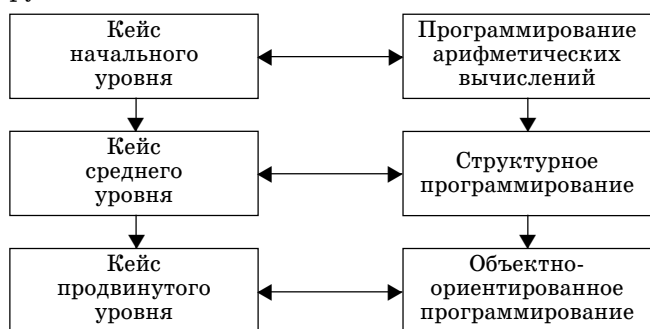 Кейс
начального
уровня
Программирование
арифметических
вычислений
Кейс
среднего
уровня
Структурное
программирование
Кейс
продвинутого
уровня
Объектно-
ориентированное
программирование